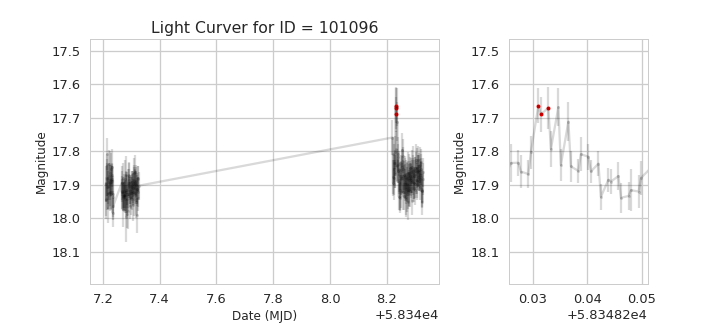 Light Curver for ID = 101096
Magnitude
17.5
17.6
17.7
17.8
17.9
18.0
18.1
7.2 7.4 7.6 7.8 8.0 8.2
Date (MJD)
+5.834e4
Magnitude
17.5
17.6
17.7
17.8
17.9
18.0
18.1
0.03 0.04 0.05
+5.83482e4